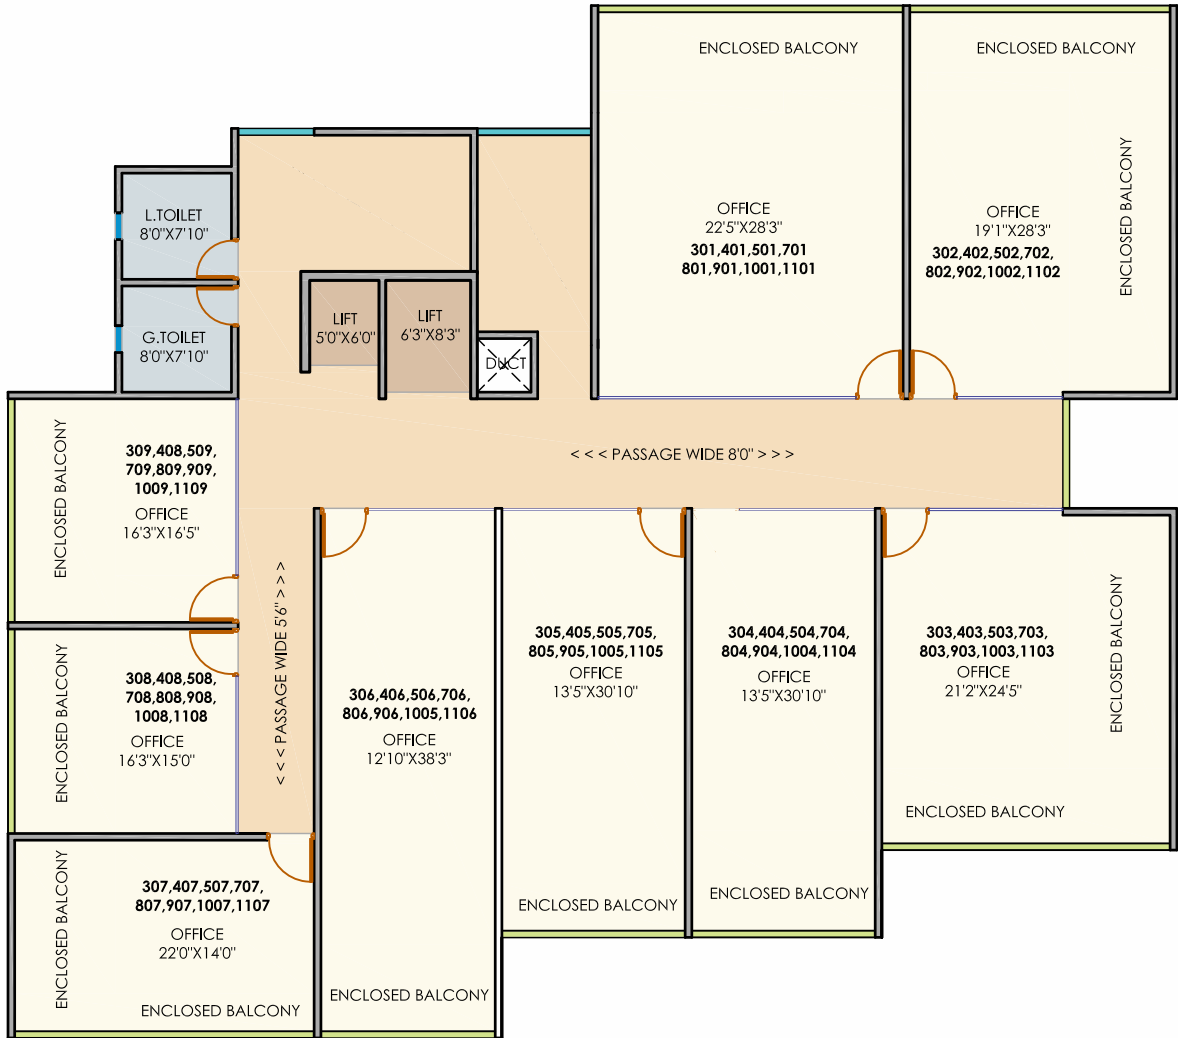 ENCLOSED BALCONY
ENCLOSED BALCONY
ENCLOSED BALCONY
OFFICE
22'5"X28'3"
301,401,501,701
801,901,1001,1101
OFFICE
19'1"X28'3"
302,402,502,702,
802,902,1002,1102
L.TOILET
8'0"X7'10"
G.TOILET
8'0"X7'10"
LIFT
5'0"X6'0"
LIFT
6'3"X8'3"
DUCT
< < < PASSAGE WIDE 8'0" > > >
ENCLOSED BALCONY
309,408,509,
709,809,909,
1009,1109
OFFICE
16'3"X16'5"
< < < PASSAGE WIDE 5'6" > > >
ENCLOSED BALCONY
308,408,508,
708,808,908,
1008,1108
OFFICE
16'3"X15'0"
306,406,506,706,
806,906,1005,1106
OFFICE
12'10"X38'3"
ENCLOSED BALCONY
305,405,505,705,
805,905,1005,1105
OFFICE
13'5"X30'10"
ENCLOSED BALCONY
304,404,504,704,
804,904,1004,1104
OFFICE
13'5"X30'10"
ENCLOSED BALCONY
303,403,503,703,
803,903,1003,1103
OFFICE
21'2"X24'5"
ENCLOSED BALCONY
ENCLOSED BALCONY
ENCLOSED BALCONY
307,407,507,707,
807,907,1007,1107
OFFICE
22'0"X14'0"
ENCLOSED BALCONY